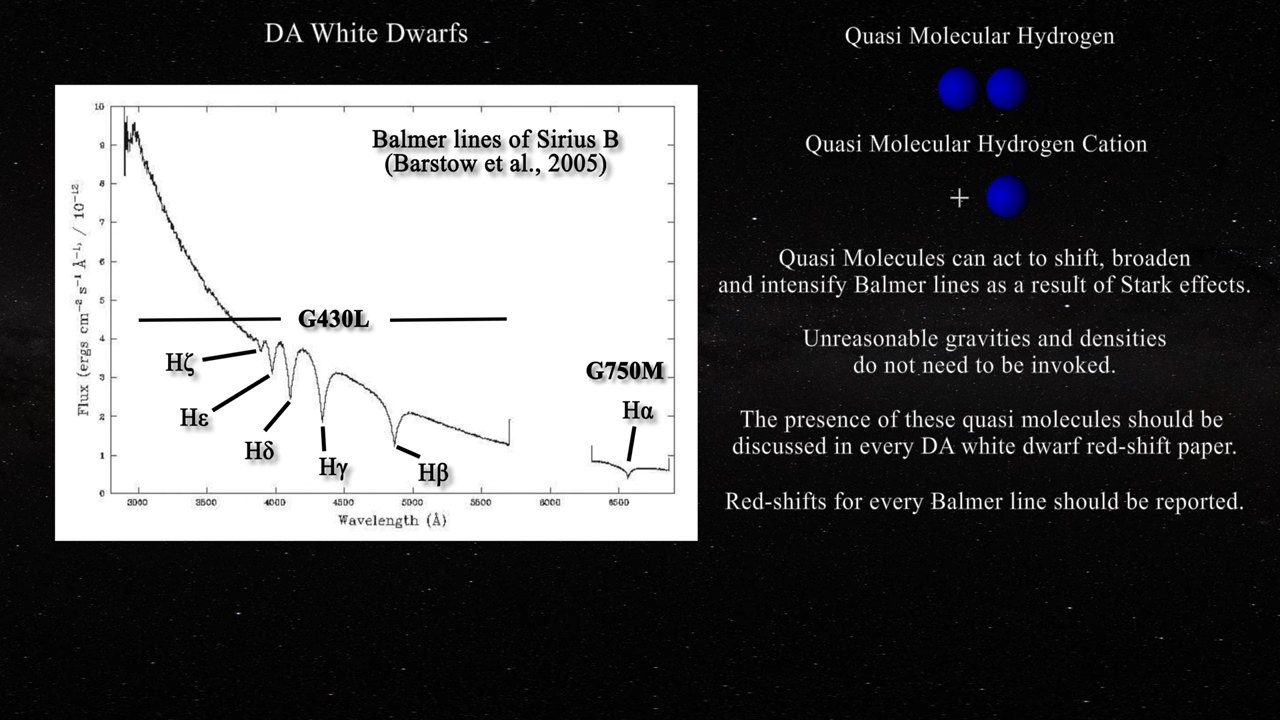 DA White Dwarfs
Balmer lines of Sirius B
(Barstow et al., 2005)
Flux (ergs cm⁻² s⁻¹ Å⁻¹, / 10⁻¹²
10
9
8
7
6
5
4
3
2
1
0
G430L
G750M
Hζ
Hε
Hδ
Hγ
Hβ
Hα
3000
3500
4000
4500
5000
5500
6000
6500
Wavelength (Å)
Quasi Molecular Hydrogen
Quasi Molecular Hydrogen Cation
+
Quasi Molecules can act to shift, broaden
and intensify Balmer lines as a result of Stark effects.
Unreasonable gravities and densities
do not need to be invoked.
The presence of these quasi molecules should be
discussed in every DA white dwarf red-shift paper.
Red-shifts for every Balmer line should be reported.